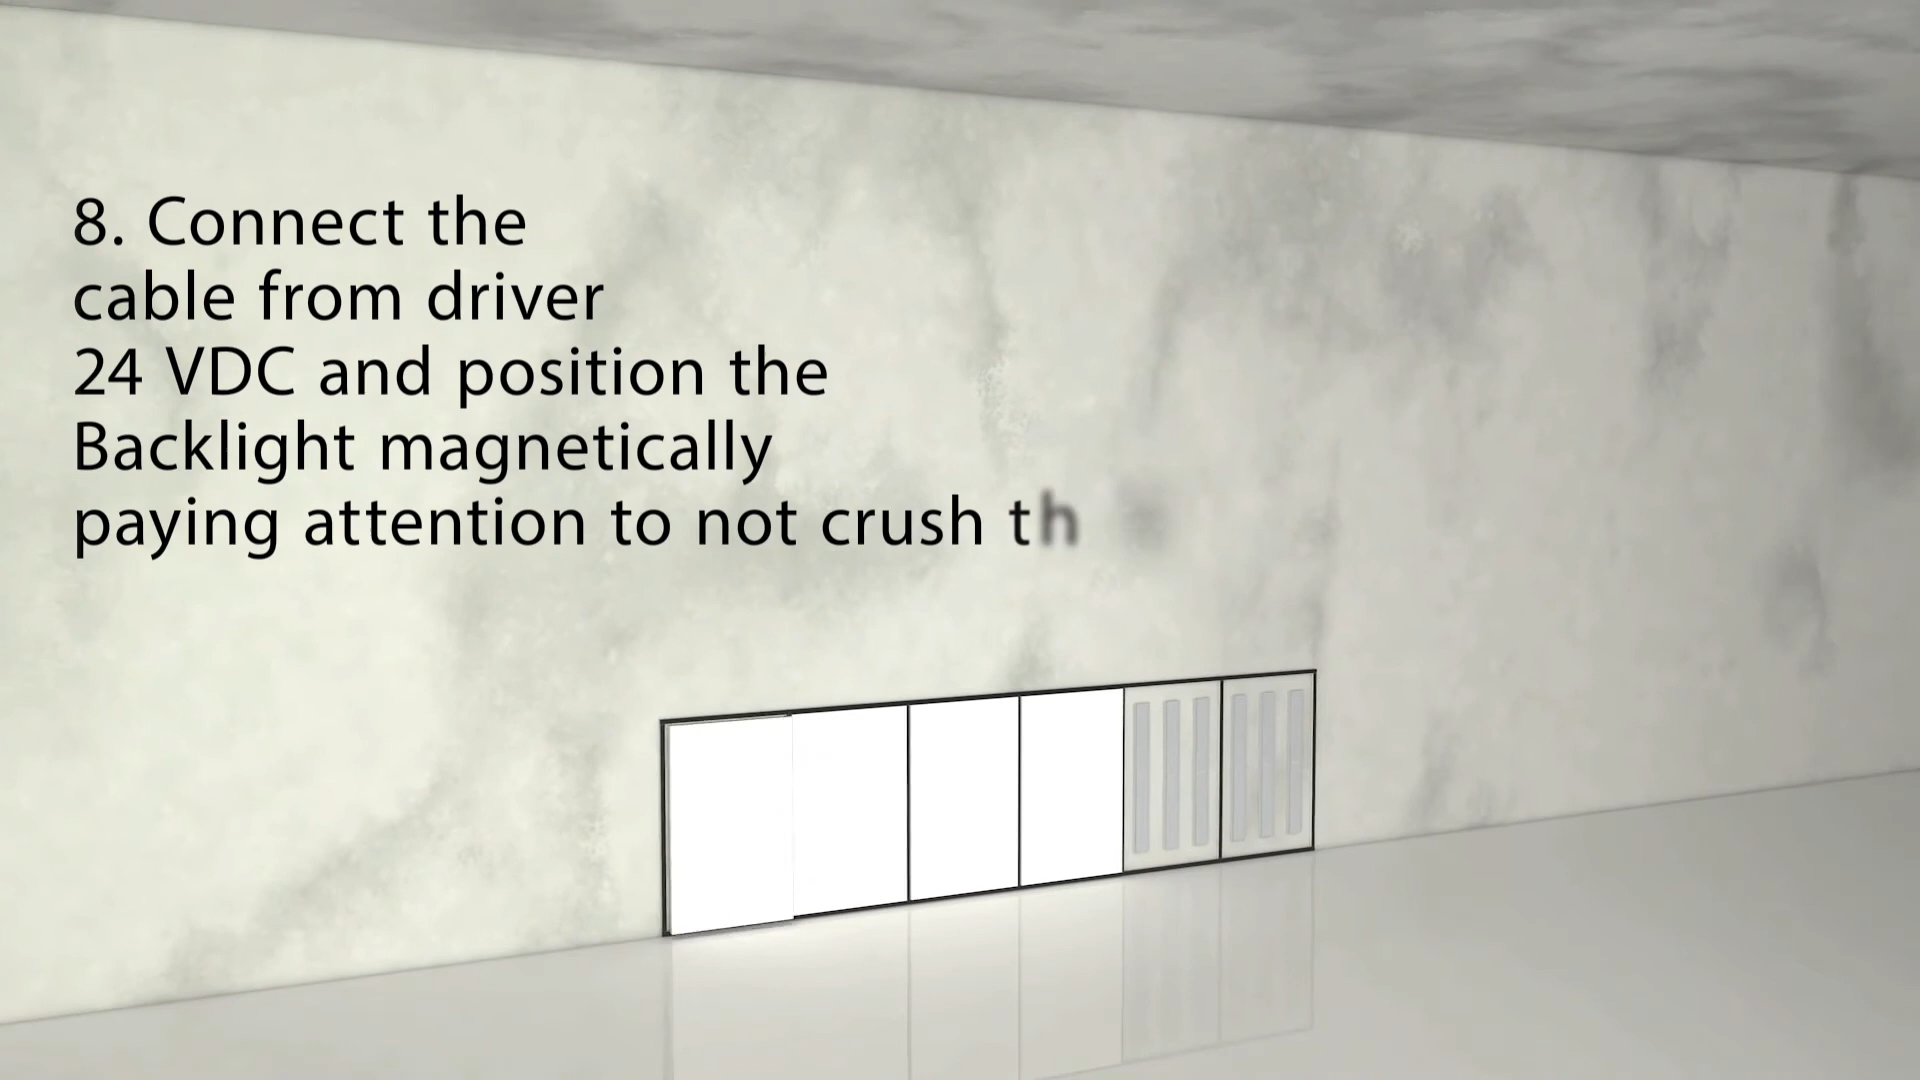 8. Connect the
cable from driver
24 VDC and position the
Backlight magnetically
paying attention to not crush th